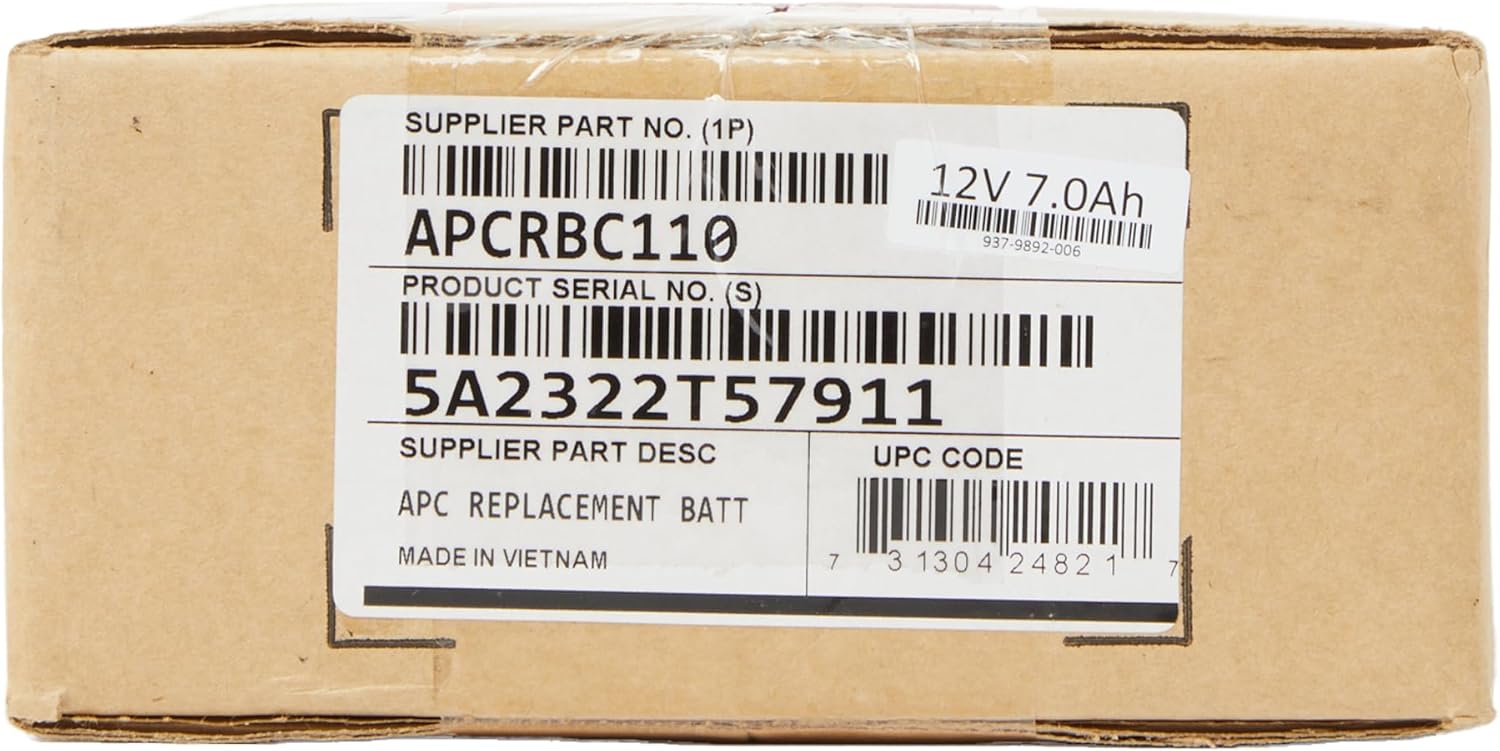 SUPPLIER PART NO. (1P)
APCRBC110
12V 7.0Ah
937-9892-006
PRODUCT SERIAL NO. (S)
5A2322T57911
SUPPLIER PART DESC
APC REPLACEMENT BATT
MADE IN VIETNAM
UPC CODE
7 31304 24821 7